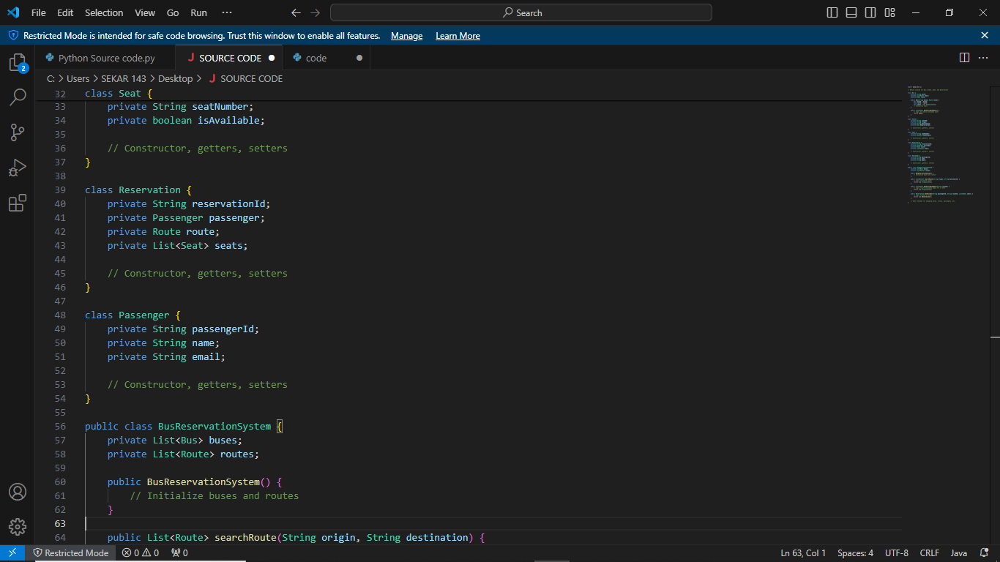 File Edit Selection View Go Run ··· Search
Restricted Mode is intended for safe code browsing. Trust this window to enable all features. Manage Learn More
Python Source code.py J SOURCE CODE code
C: > Users > SEKAR 143 > Desktop > J SOURCE CODE
2
32 class Seat {
33 private String seatNumber;
34 private boolean isAvailable;
35
36 // Constructor, getters, setters
37 }
38
39 class Reservation {
40 private String reservationId;
41 private Passenger passenger;
42 private Route route;
43 private List<Seat> seats;
44
45 // Constructor, getters, setters
46 }
47
48 class Passenger {
49 private String passengerId;
50 private String name;
51 private String email;
52
53 // Constructor, getters, setters
54 }
55
56 public class BusReservationSystem {
57 private List<Bus> buses;
58 private List<Route> routes;
59
60 public BusReservationSystem() {
61 // Initialize buses and routes
62 }
63
64 public List<Route> searchRoute(String origin, String destination) {
Restricted Mode 0 0 0 Ln 63, Col 1 Spaces: 4 UTF-8 CRLF Java